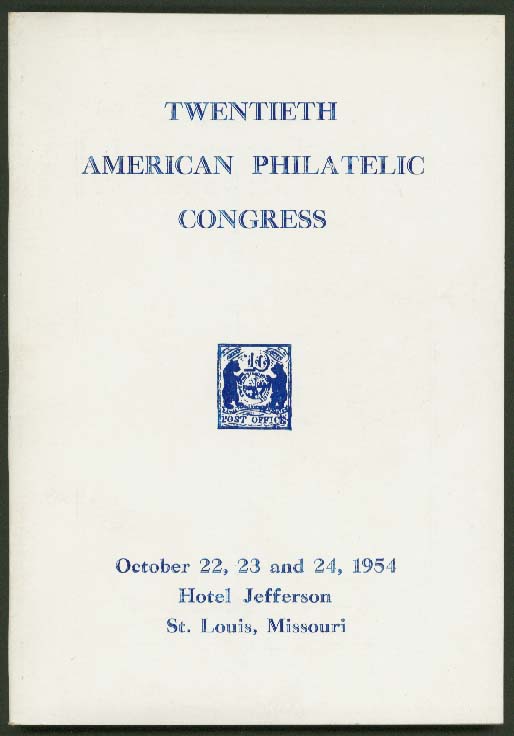 TWENTIETH
AMERICAN PHILATELIC
CONGRESS
10
POST OFFICE
October 22, 23 and 24, 1954
Hotel Jefferson
St. Louis, Missouri